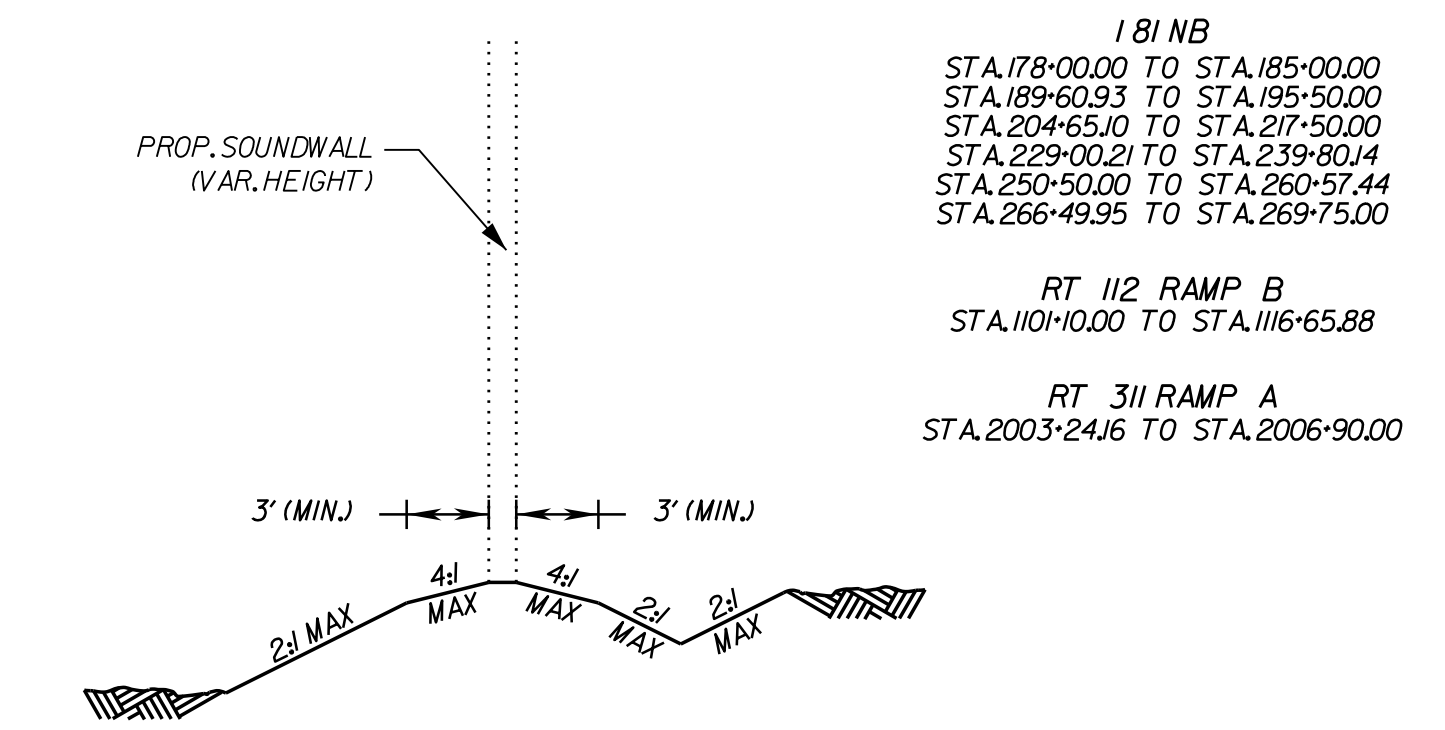 I 81 NB
STA. 178+00.00 TO STA. 185+00.00
STA. 189+60.93 TO STA. 195+50.00
STA. 204+65.10 TO STA. 217+50.00
STA. 229+00.21 TO STA. 239+80.14
STA. 250+50.00 TO STA. 260+57.44
STA. 266+49.95 TO STA. 269+75.00
RT 112 RAMP B
STA. 1101+10.00 TO STA. 1116+65.88
RT 311 RAMP A
STA. 2003+24.16 TO STA. 2006+90.00
PROP. SOUNDWALL
(VAR. HEIGHT)
3' (MIN.)
3' (MIN.)
2:1 MAX
4:1
MAX
4:1
MAX
2:1
MAX
2:1
MAX